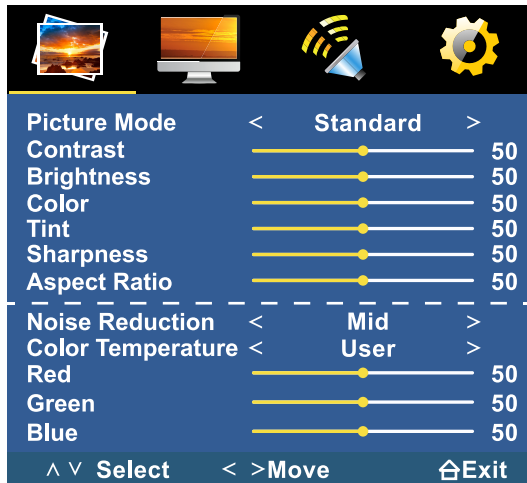 Picture Mode < Standard >
Contrast 50
Brightness 50
Color 50
Tint 50
Sharpness 50
Aspect Ratio 50
Noise Reduction < Mid >
Color Temperature < User >
Red 50
Green 50
Blue 50
∧ ∨ Select < >Move Exit